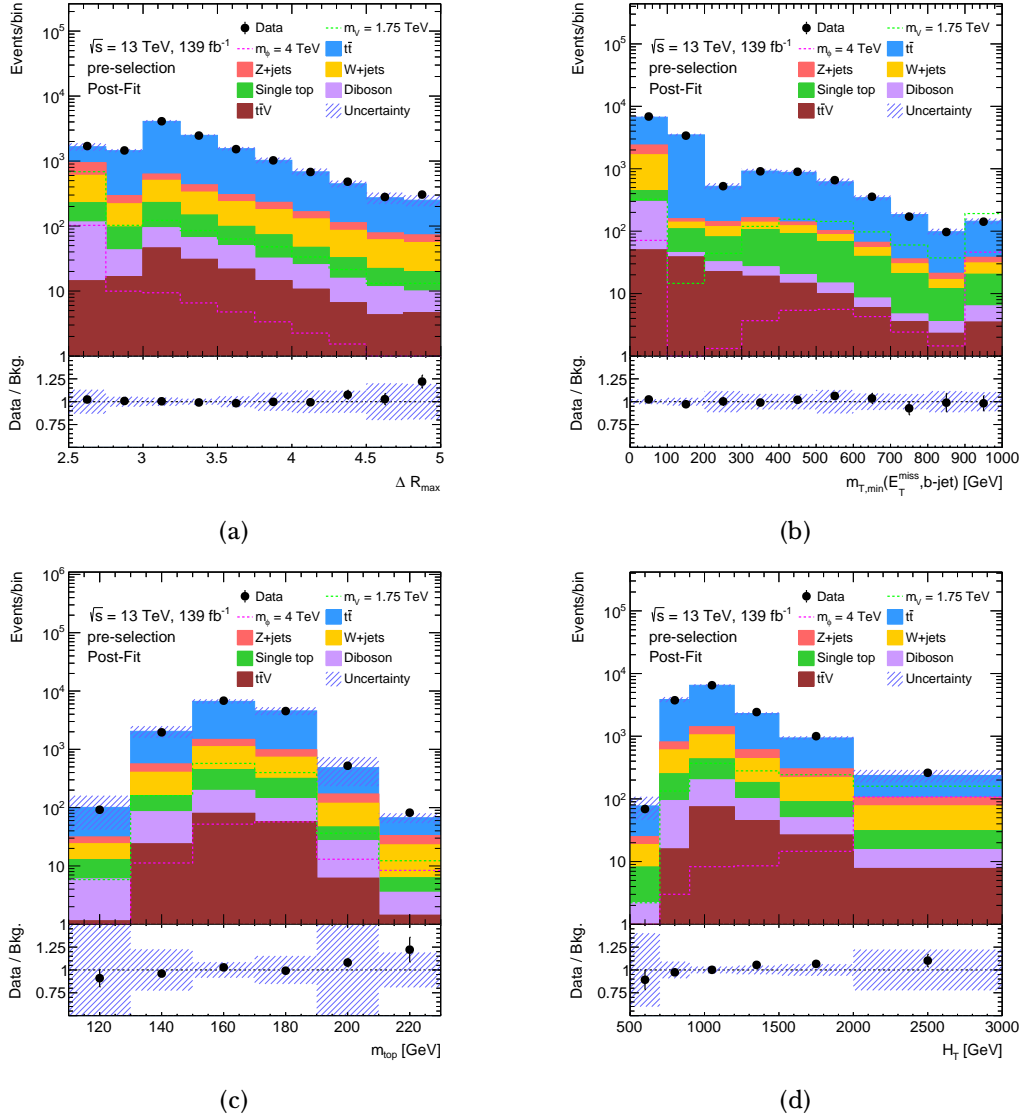 Events/bin
10⁵
10⁴
10³
10²
10
1
Data
m_V = 1.75 TeV
√s = 13 TeV, 139 fb⁻¹
m_ϕ = 4 TeV
tt̄
pre-selection
Z+jets
W+jets
Post-Fit
Single top
Diboson
tt̄V
Uncertainty
Data / Bkg.
1.25
1
0.75
2.5 3 3.5 4 4.5 5
Δ R_max
(a)
Events/bin
10⁵
10⁴
10³
10²
10
1
Data
m_V = 1.75 TeV
√s = 13 TeV, 139 fb⁻¹
m_ϕ = 4 TeV
tt̄
pre-selection
Z+jets
W+jets
Post-Fit
Single top
Diboson
tt̄V
Uncertainty
Data / Bkg.
1.25
1
0.75
0 100 200 300 400 500 600 700 800 900 1000
m_T,min(E_T^miss,b-jet) [GeV]
(b)
Events/bin
10⁶
10⁵
10⁴
10³
10²
10
1
Data
m_V = 1.75 TeV
√s = 13 TeV, 139 fb⁻¹
m_ϕ = 4 TeV
tt̄
pre-selection
Z+jets
W+jets
Post-Fit
Single top
Diboson
tt̄V
Uncertainty
Data / Bkg.
1.25
1
0.75
120 140 160 180 200 220
m_top [GeV]
(c)
Events/bin
10⁵
10⁴
10³
10²
10
1
Data
m_V = 1.75 TeV
√s = 13 TeV, 139 fb⁻¹
m_ϕ = 4 TeV
tt̄
pre-selection
Z+jets
W+jets
Post-Fit
Single top
Diboson
tt̄V
Uncertainty
Data / Bkg.
1.25
1
0.75
500 1000 1500 2000 2500 3000
H_T [GeV]
(d)